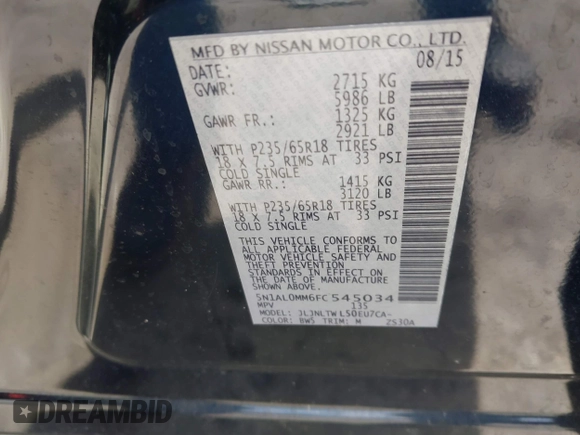 MFD BY NISSAN MOTOR CO., LTD.
DATE: 08/15
GVWR: 2715 KG
5986 LB
GAWR FR.: 1325 KG
2921 LB
WITH P235/65R18 TIRES
18 X 7.5 RIMS AT 33 PSI
COLD SINGLE
GAWR RR.: 1415 KG
3120 LB
WITH P235/65R18 TIRES
18 X 7.5 RIMS AT 33 PSI
COLD SINGLE
THIS VEHICLE CONFORMS TO
ALL APPLICABLE FEDERAL
MOTOR VEHICLE SAFETY AND
THEFT PREVENTION
STANDARDS IN EFFECT ON
THE DATE OF MANUFACTURE
SHOWN ABOVE.
5N1AL0MM6FC545034
MPV 135
MODEL: JLJNLTWL50EU7CA-
COLOR: BW5 TRIM: M ZS30A
DREAMBID